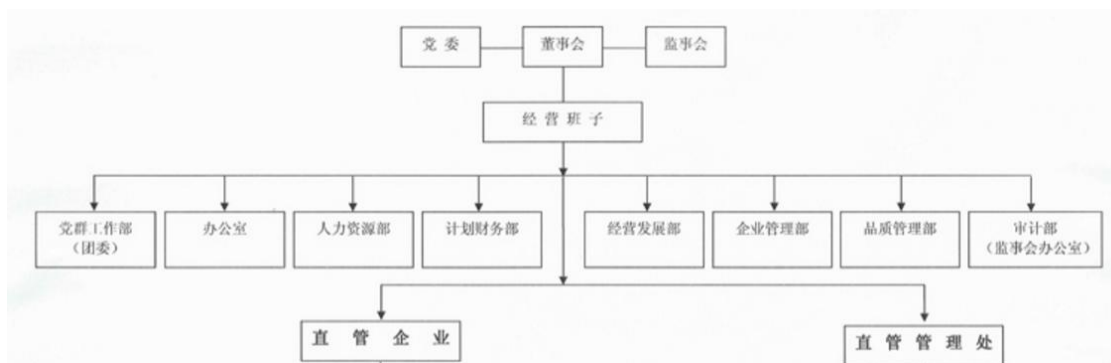 党 委
董事会
监事会
经 营 班 子
党群工作部
（团委）
办公室
人力资源部
计划财务部
经营发展部
企业管理部
品质管理部
审计部
（监事会办公室）
直 管 企 业
直 管 管 理 处